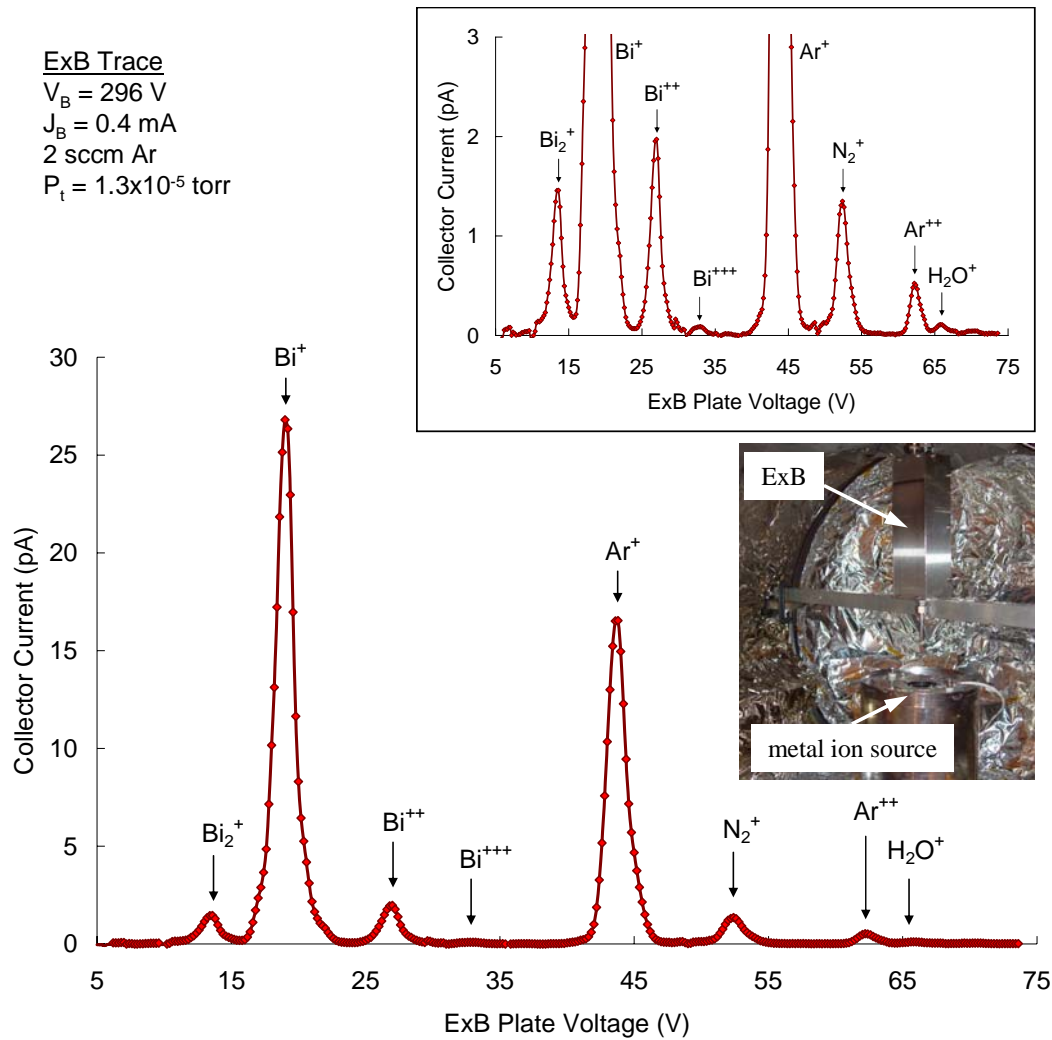 ExB Trace
V_B = 296 V
J_B = 0.4 mA
2 sccm Ar
P_t = 1.3x10⁻⁵ torr
Collector Current (pA)
3
2
1
0
Bi⁺
Ar⁺
Bi⁺⁺
Bi₂⁺
N₂⁺
Ar⁺⁺
H₂O⁺
Bi⁺⁺⁺
5 15 25 35 45 55 65 75
ExB Plate Voltage (V)
Collector Current (pA)
30
25
20
15
10
5
0
Bi⁺
Ar⁺
Bi₂⁺
Bi⁺⁺
Bi⁺⁺⁺
N₂⁺
Ar⁺⁺
H₂O⁺
5 15 25 35 45 55 65 75
ExB Plate Voltage (V)
ExB
metal ion source